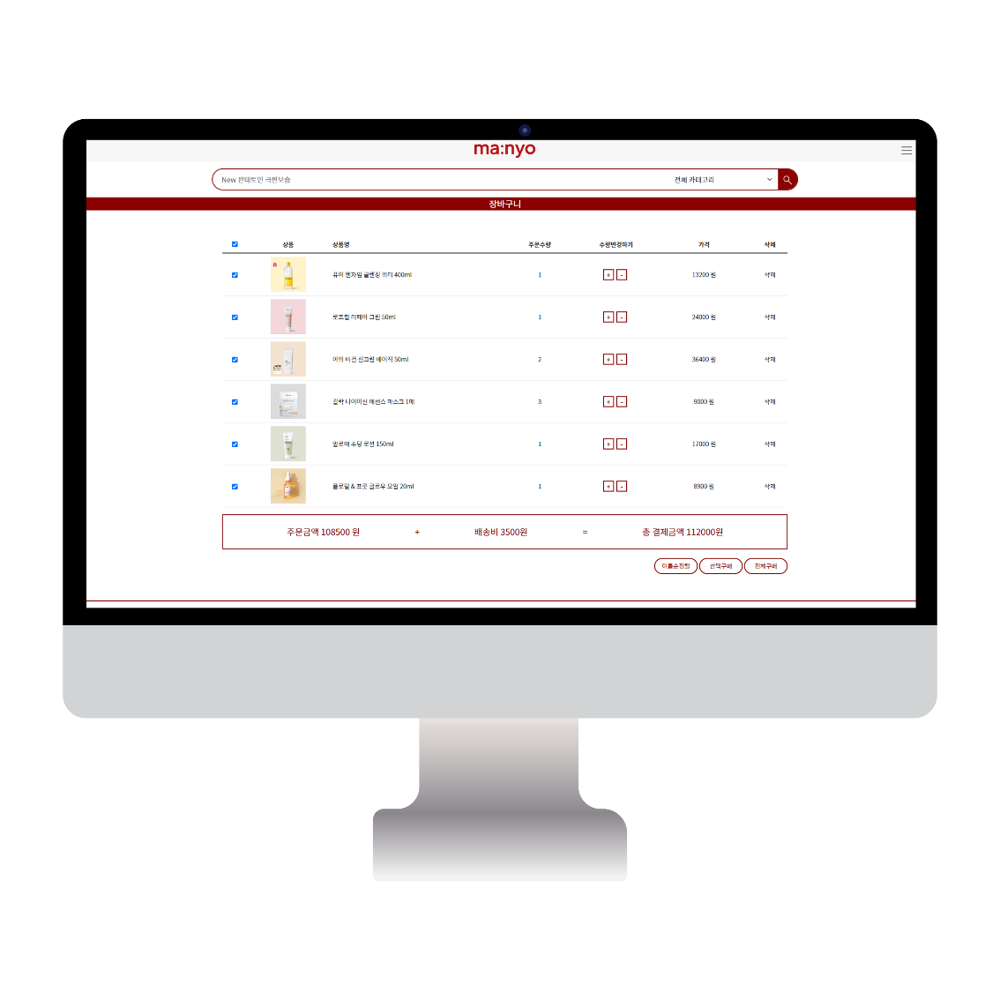 ma:nyo
New 판테토인 극찐보습 전체 카테고리
장바구니
상품 상품명 주문수량 수량변경하기 가격 삭제
퓨어 엔자임 클렌징 워터 400ml 1 + - 13200 원 삭제
로즈힙 리페어 크림 50ml 1 + - 24000 원 삭제
아워 비건 선크림 베이직 50ml 2 + - 36400 원 삭제
갈락 나이아신 에센스 마스크 1매 3 + - 9000 원 삭제
알로에 수딩 로션 150ml 1 + - 17000 원 삭제
플로럴 & 프룻 글로우 오일 20ml 1 + - 8900 원 삭제
주문금액 108500 원 + 배송비 3500원 = 총 결제금액 112000원
이름순정렬 선택구매 전체구매